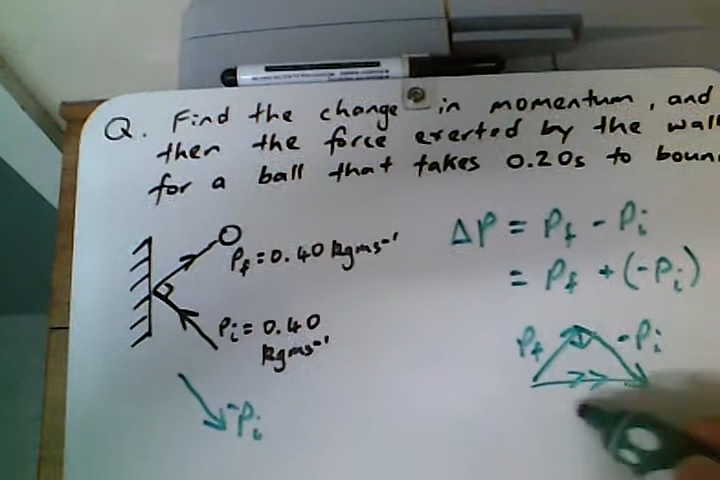 Q. Find the change in momentum, and
then the force exerted by the wall
for a ball that takes 0.20s to boun
Pf = 0.40 kgms⁻¹
Pi = 0.40
kgms⁻¹
-Pi
ΔP = Pf - Pi
= Pf + (-Pi)
Pf -Pi